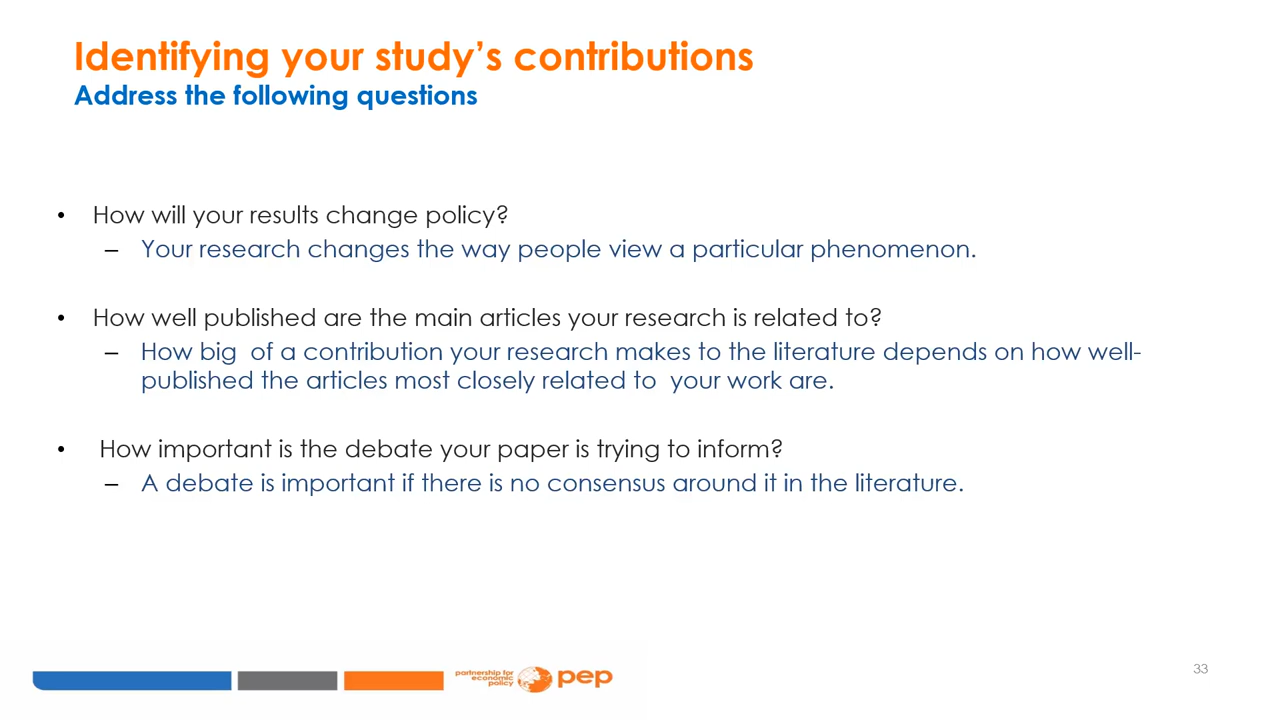 Identifying your study’s contributions
Address the following questions
• How will your results change policy?
– Your research changes the way people view a particular phenomenon.
• How well published are the main articles your research is related to?
– How big  of a contribution your research makes to the literature depends on how well-
published the articles most closely related to  your work are.
• How important is the debate your paper is trying to inform?
– A debate is important if there is no consensus around it in the literature.
partnership for
economic
policy
pep
33